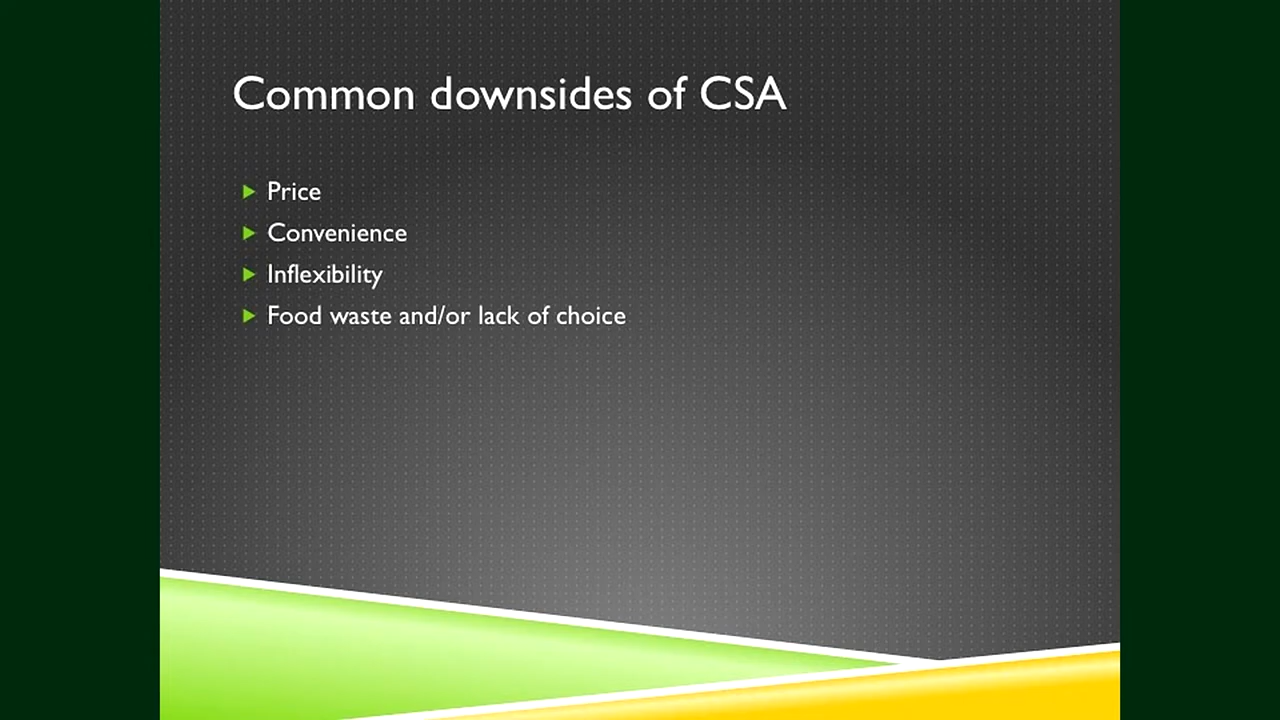 Common downsides of CSA
Price
Convenience
Inflexibility
Food waste and/or lack of choice